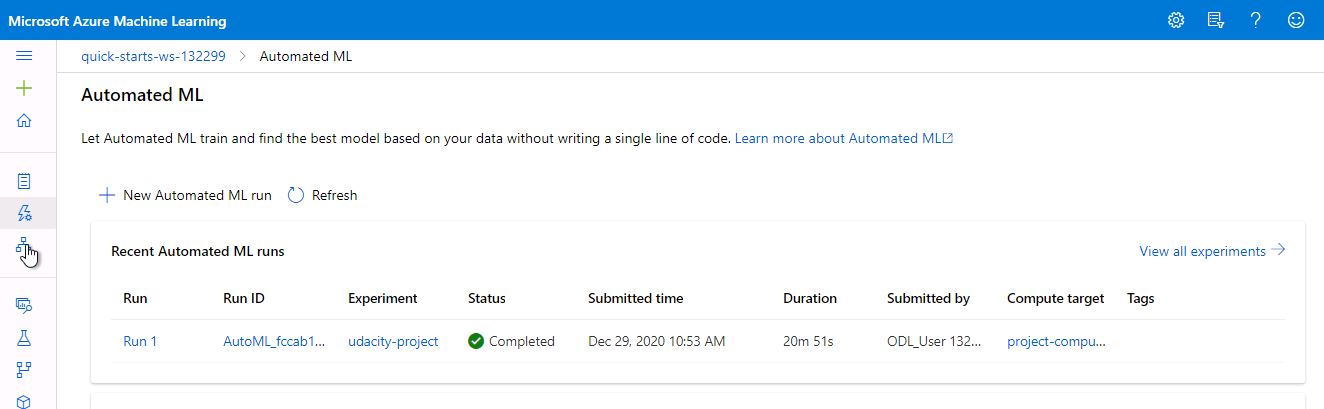 Microsoft Azure Machine Learning
quick-starts-ws-132299 > Automated ML
Automated ML
Let Automated ML train and find the best model based on your data without writing a single line of code. Learn more about Automated ML
New Automated ML run Refresh
Recent Automated ML runs View all experiments
Run Run ID Experiment Status Submitted time Duration Submitted by Compute target Tags
Run 1 AutoML_fccab1... udacity-project Completed Dec 29, 2020 10:53 AM 20m 51s ODL_User 132... project-compu...